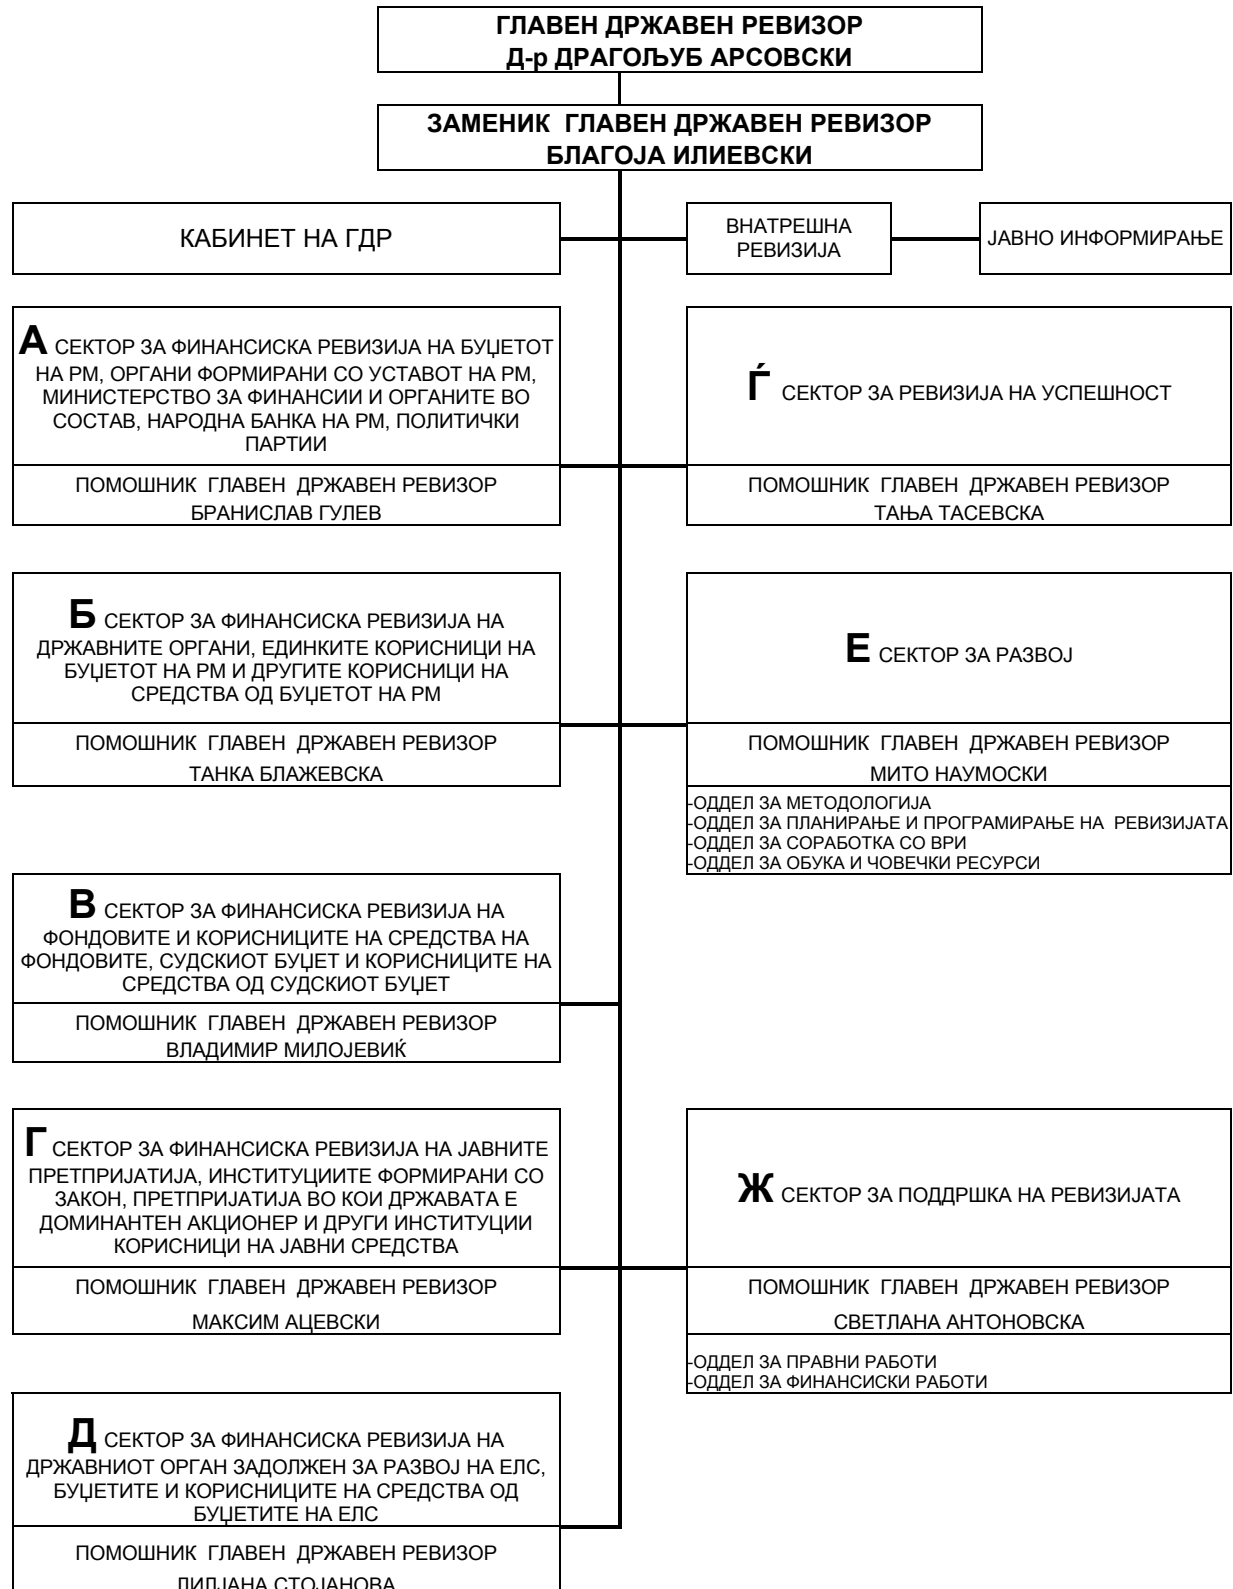 ГЛАВЕН ДРЖАВЕН РЕВИЗОР
Д-р ДРАГОЉУБ АРСОВСКИ
ЗАМЕНИК ГЛАВЕН ДРЖАВЕН РЕВИЗОР
БЛАГОЈА ИЛИЕВСКИ
КАБИНЕТ НА ГДР
ВНАТРЕШНА
РЕВИЗИЈА
ЈАВНО ИНФОРМИРАЊЕ
А СЕКТОР ЗА ФИНАНСИСКА РЕВИЗИЈА НА БУЏЕТОТ
НА РМ, ОРГАНИ ФОРМИРАНИ СО УСТАВОТ НА РМ,
МИНИСТЕРСТВО ЗА ФИНАНСИИ И ОРГАНИТЕ ВО
СОСТАВ, НАРОДНА БАНКА НА РМ, ПОЛИТИЧКИ
ПАРТИИ
ПОМОШНИК ГЛАВЕН ДРЖАВЕН РЕВИЗОР
БРАНИСЛАВ ГУЛЕВ
Ѓ СЕКТОР ЗА РЕВИЗИЈА НА УСПЕШНОСТ
ПОМОШНИК ГЛАВЕН ДРЖАВЕН РЕВИЗОР
ТАЊА ТАСЕВСКА
Б СЕКТОР ЗА ФИНАНСИСКА РЕВИЗИЈА НА
ДРЖАВНИТЕ ОРГАНИ, ЕДИНКИТЕ КОРИСНИЦИ НА
БУЏЕТОТ НА РМ И ДРУГИТЕ КОРИСНИЦИ НА
СРЕДСТВА ОД БУЏЕТОТ НА РМ
ПОМОШНИК ГЛАВЕН ДРЖАВЕН РЕВИЗОР
ТАНКА БЛАЖЕВСКА
Е СЕКТОР ЗА РАЗВОЈ
ПОМОШНИК ГЛАВЕН ДРЖАВЕН РЕВИЗОР
МИТО НАУМОСКИ
-ОДДЕЛ ЗА МЕТОДОЛОГИЈА
-ОДДЕЛ ЗА ПЛАНИРАЊЕ И ПРОГРАМИРАЊЕ НА РЕВИЗИЈАТА
-ОДДЕЛ ЗА СОРАБОТКА СО ВРИ
-ОДДЕЛ ЗА ОБУКА И ЧОВЕЧКИ РЕСУРСИ
В СЕКТОР ЗА ФИНАНСИСКА РЕВИЗИЈА НА
ФОНДОВИТЕ И КОРИСНИЦИТЕ НА СРЕДСТВА НА
ФОНДОВИТЕ, СУДСКИОТ БУЏЕТ И КОРИСНИЦИТЕ НА
СРЕДСТВА ОД СУДСКИОТ БУЏЕТ
ПОМОШНИК ГЛАВЕН ДРЖАВЕН РЕВИЗОР
ВЛАДИМИР МИЛОЈЕВИЌ
Г СЕКТОР ЗА ФИНАНСИСКА РЕВИЗИЈА НА ЈАВНИТЕ
ПРЕТПРИЈАТИЈА, ИНСТИТУЦИИТЕ ФОРМИРАНИ СО
ЗАКОН, ПРЕТПРИЈАТИЈА ВО КОИ ДРЖАВАТА Е
ДОМИНАНТЕН АКЦИОНЕР И ДРУГИ ИНСТИТУЦИИ
КОРИСНИЦИ НА ЈАВНИ СРЕДСТВА
ПОМОШНИК ГЛАВЕН ДРЖАВЕН РЕВИЗОР
МАКСИМ АЦЕВСКИ
Ж СЕКТОР ЗА ПОДДРШКА НА РЕВИЗИЈАТА
ПОМОШНИК ГЛАВЕН ДРЖАВЕН РЕВИЗОР
СВЕТЛАНА АНТОНОВСКА
-ОДДЕЛ ЗА ПРАВНИ РАБОТИ
-ОДДЕЛ ЗА ФИНАНСИСКИ РАБОТИ
Д СЕКТОР ЗА ФИНАНСИСКА РЕВИЗИЈА НА
ДРЖАВНИОТ ОРГАН ЗАДОЛЖЕН ЗА РАЗВОЈ НА ЕЛС,
БУЏЕТИТЕ И КОРИСНИЦИТЕ НА СРЕДСТВА ОД
БУЏЕТИТЕ НА ЕЛС
ПОМОШНИК ГЛАВЕН ДРЖАВЕН РЕВИЗОР
ЛИЛЈАНА СТОЈАНОВА